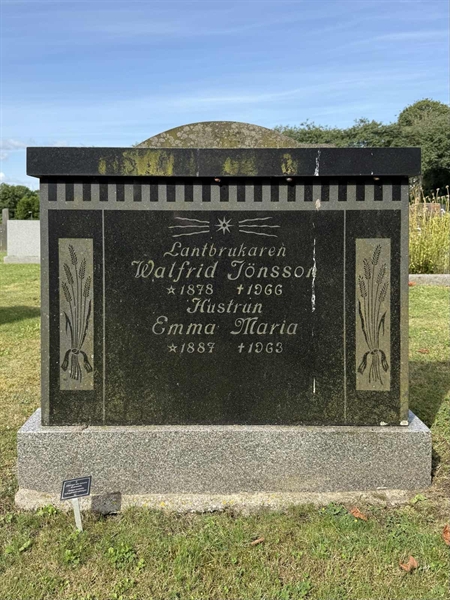 Lantbrukaren
Walfrid Jönsson
*1878 †1966
Hustrun
Emma Maria
*1887 †1963